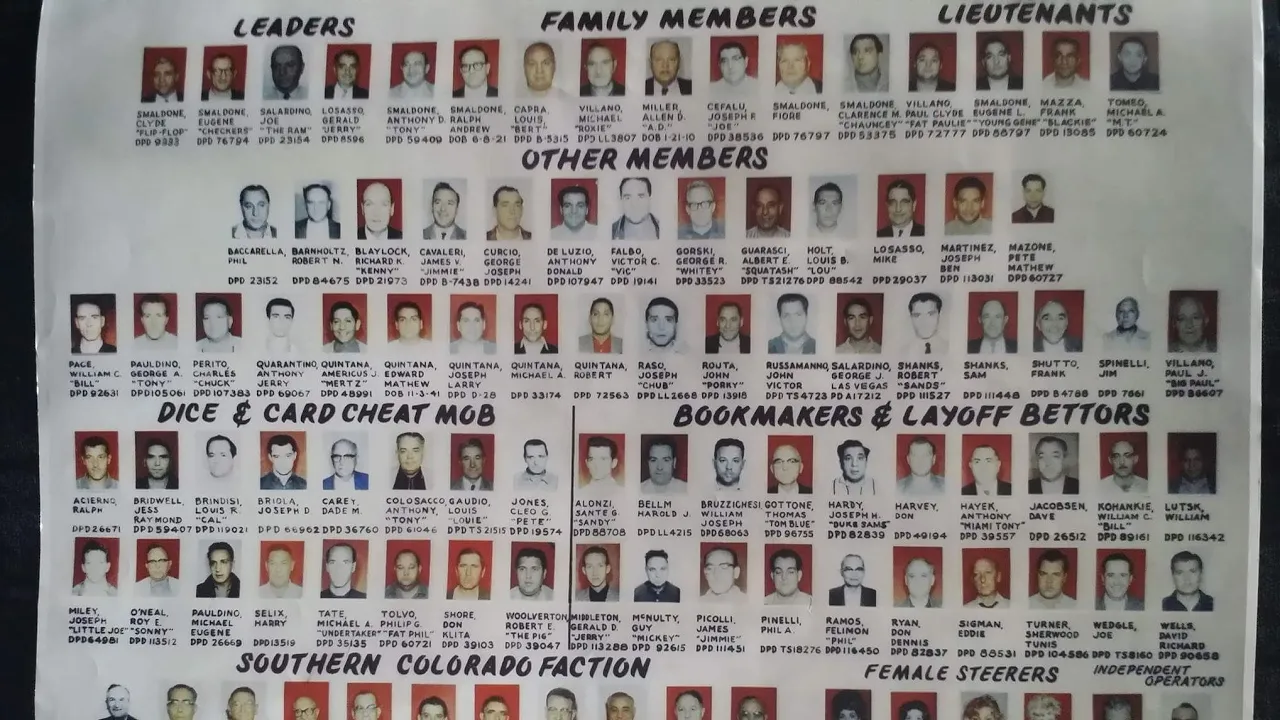 LEADERS
FAMILY MEMBERS
LIEUTENANTS
SMALDONE, CLYDE "FLIP-FLOP" DPD 9333
SMALDONE, EUGENE "CHECKERS" DPD 76794
SALARDINO, JOE "THE RAM" DPD 23154
LOSASSO, GERALD "JERRY" DPD 8596
SMALDONE, ANTHONY D. "TONY" DPD 59409
SMALDONE, RALPH ANDREW DOB 6-8-21
CAPRA, LOUIS, "BERT" DPD B-5315
VILLANO, MICHAEL "ROXIE" DPD LL3807
MILLER, ALLEN D. "A.D." DOB 1-21-10
CEFALU, JOSEPH F. "JOE" DPD 38536
SMALDONE, FIORE DPD 76797
SMALDONE, CLARENCE M. "CHAUNCEY" DPD 53375
VILLANO, PAUL CLYDE "FAT PAULIE" DPD 72777
SMALDONE, EUGENE L. "YOUNG GENE" DPD 88797
MAZZA, FRANK "BLACKIE" DPD 13085
TOMEO, MICHAEL A. "M.T." DPD 60724
OTHER MEMBERS
BACCARELLA, PHIL DPD 23152
BARNHOLTZ, ROBERT N. DPD 84675
BLAYLOCK, RICHARD K. "KENNY" DPD 21973
CAVALERI, JAMES V. "JIMMIE" DPD B-7438
CURCIO, GEORGE JOSEPH DPD 14241
DE LUZIO, ANTHONY DONALD DPD 107947
FALBO, VICTOR C. "VIC" DPD 19141
GORSKI, GEORGE R. "WHITEY" DPD 33523
GUARASCI, ALBERT E. "SQUATASH" DPD TS21276
HOLT, LOUIS B. "LOU" DPD 88542
LOSASSO, MIKE DPD 29037
MARTINEZ, JOSEPH BEN DPD 113031
MAZONE, PETE MATHEW DPD 60727
PACE, WILLIAM C. "BILL" DPD 92631
PAULDINO, GEORGE A. "TONY" DPD 105061
PERITO, CHARLES "CHUCK" DPD 107383
QUARANTINO, ANTHONY JERRY DPD 69067
QUINTANA, AMERICUS J. "MERTZ" DPD 48991
QUINTANA, EDWARD MATHEW DOB 11-3-41
QUINTANA, JOSEPH LARRY DPD D-28
QUINTANA, MICHAEL A. DPD 33174
QUINTANA, ROBERT DPD 72563
RASO, JOSEPH "CHUB" DPD LL2668
ROUTA, JOHN "PORKY" DPD 13918
RUSSAMANNO, JOHN VICTOR DPD TS4723
SALARDINO, GEORGE J. LAS VEGAS PD A17212
SHANKS, ROBERT "SANDS" DPD 111527
SHANKS, SAM DPD 111448
SHUTTO, FRANK DPD B4788
SPINELLI, JIM DPD 7661
VILLANO, PAUL J. "BIG PAUL" DPD 86607
DICE & CARD CHEAT MOB
BOOKMAKERS & LAYOFF BETTORS
ACIERNO, RALPH DPD 26671
BRIDWELL, JESS RAYMOND DPD 59407
BRINDISI, LOUIS R. "CAL" DPD 119021
BRIOLA, JOSEPH D. DPD 66962
CAREY, DADE M. DPD 36760
COLOSACCO, ANTHONY, "TONY" DPD 61046
GAUDIO, LOUIS "LOUIE" DPD TS 21515
JONES, CLEO G. "PETE" DPD 19574
ALONZI, SANTE G. "SANDY" DPD 88708
BELLM HAROLD J. DPD LL4215
BRUZZICHESI WILLIAM JOSEPH DPD 68063
GOTTONE, THOMAS "TOM BLUE" DPD 96755
HARDY, JOSEPH H. "DUKE SAMS" DPD 82839
HARVEY, DON DPD 49194
HAYEK, ANTHONY "MIAMI TONY" DPD 39557
JACOBSEN, DAVE DPD 26512
KOHANKIE, WILLIAM C. "BILL" DPD 89161
LUTSK, WILLIAM DPD 116342
MILEY, JOSEPH "LITTLE JOE" DPD 64981
O'NEAL, ROY E. "SONNY" DPD 113512
PAULDINO, MICHAEL EUGENE DPD 26669
SELIX, HARRY DPD 13519
TATE, MICHAEL A. "UNDERTAKER" DPD 35135
TOLVO, PHILIP G. "FAT PHIL" DPD 60721
SHORE, DON KLITA DPD 39103
WOOLVERTON, ROBERT E. "THE PIG" DPD 39047
MIDDLETON, GERALD D. "JERRY" DPD 113288
McNULTY, GUY "MICKEY" DPD 92615
PICOLLI, JAMES "JIMMIE" DPD 111451
PINELLI, PHIL A. DPD TS18276
RAMOS, FELIMON "PHIL" DPD 116450
RYAN, DON DENNIS DPD 82837
SIGMAN, EDDIE DPD 88531
TURNER, SHERWOOD TUNIS DPD 104586
WEDGLE, JOE DPD TS8160
WELLS, DAVID RICHARD DPD 90658
SOUTHERN COLORADO FACTION
FEMALE STEERERS
INDEPENDENT OPERATORS